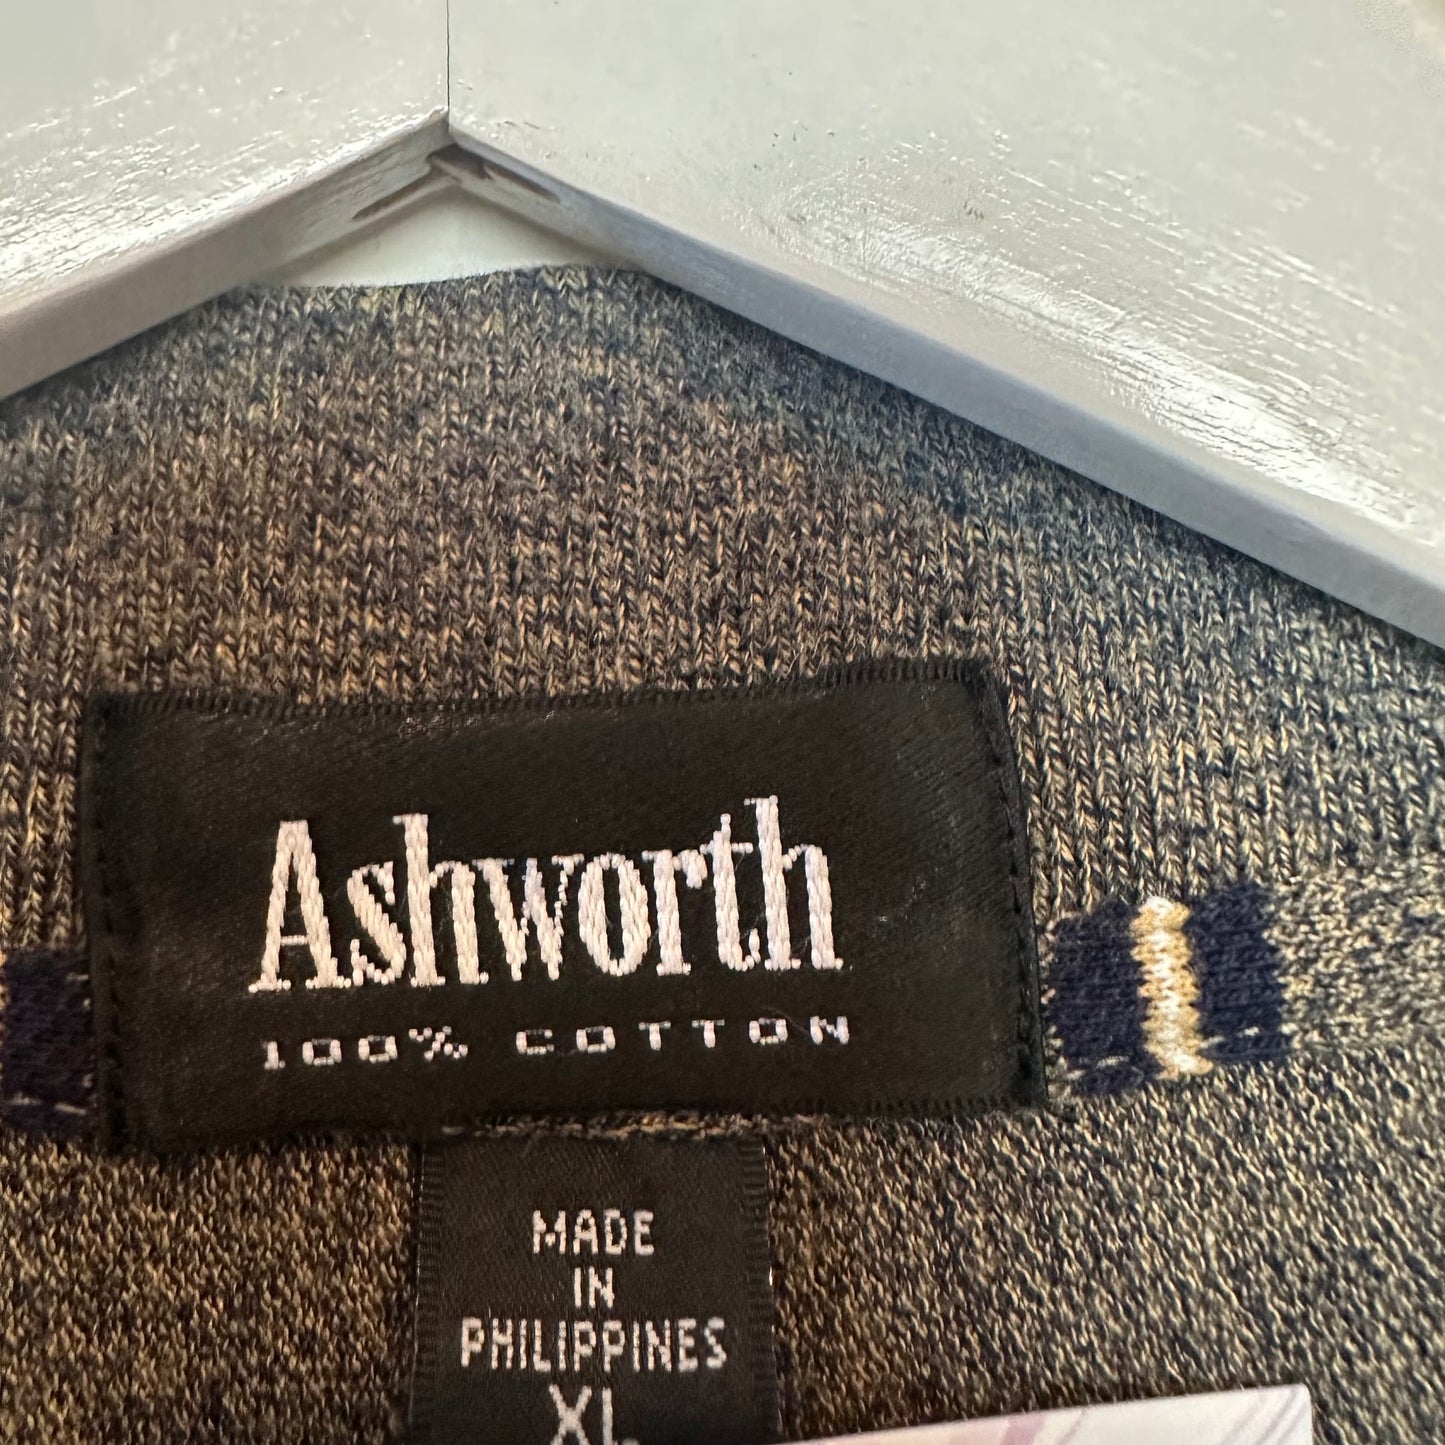 Ashworth
100% COTTON
MADE
IN
PHILIPPINES
XL